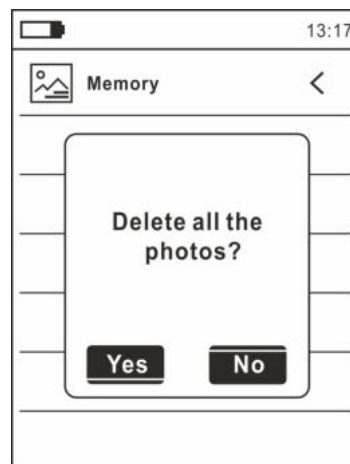 13:17
Memory
Delete all the
photos?
Yes No